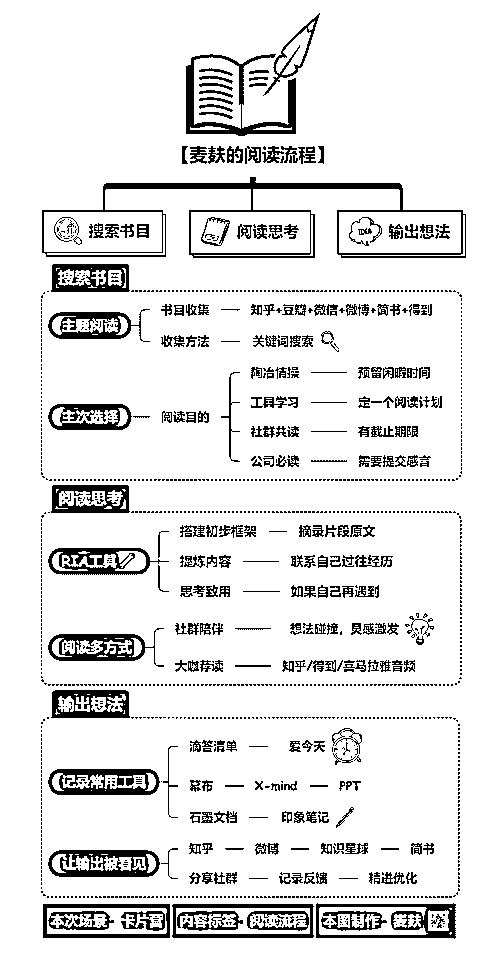 【麦麸的阅读流程】
搜索书目 阅读思考 IDEA 输出想法
搜索书目
主题阅读
书目收集 知乎+豆瓣+微信+微博+简书+得到
收集方法 关键词搜索
主次选择
阅读目的
陶冶情操 预留闲暇时间
工具学习 定一个阅读计划
社群共读 有截止期限
公司必读 需要提交感言
阅读思考
RIA工具
搭建初步框架 摘录片段原文
提炼内容 联系自己过往经历
思考致用 如果自己再遇到
阅读多方式
社群陪伴 想法碰撞，灵感激发
大咖荐读 知乎/得到/喜马拉雅音频
输出想法
记录常用工具
滴答清单 爱今天
幕布 X-mind PPT
石墨文档 印象笔记
让输出被看见
知乎 微博 知识星球 简书
分享社群 记录反馈 精进优化
本次场景- 卡片营 内容标签- 阅读流程 本图制作- 麦麸